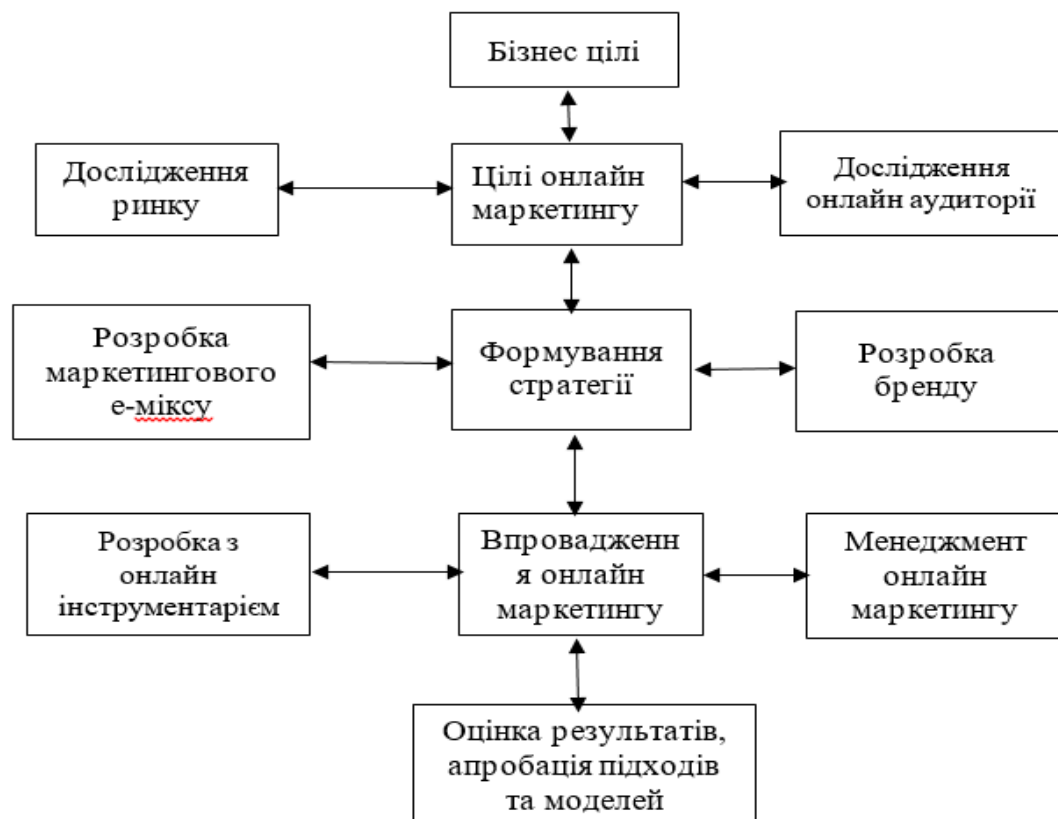 Бізнес цілі
Дослідження
ринку
Цілі онлайн
маркетингу
Дослідження
онлайн аудиторії
Розробка
маркетингового
е-міксу
Формування
стратегії
Розробка
бренду
Розробка з
онлайн
інструментарієм
Впровадженн
я онлайн
маркетингу
Менеджмент
онлайн
маркетингу
Оцінка результатів,
апробація підходів
та моделей